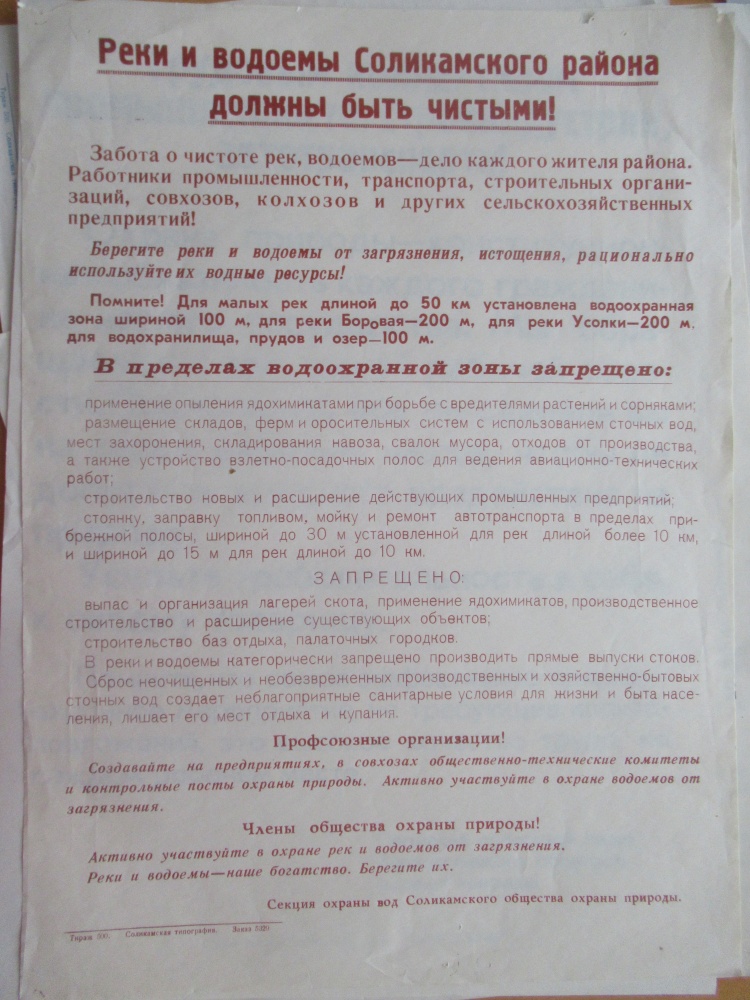 Реки и водоемы Соликамского района
должны быть чистыми!
Забота о чистоте рек, водоемов—дело каждого жителя района.
Работники промышленности, транспорта, строительных органи-
заций, совхозов, колхозов и других сельскохозяйственных
предприятий!
Берегите реки и водоемы от загрязнения, истощения, рационально
используйте их водные ресурсы!
Помните! Для малых рек длиной до 50 км установлена водоохранная
зона шириной 100 м, для реки Боровая—200 м, для реки Усолки—200 м.
для водохранилища, прудов и озер—100 м.
В пределах водоохранной зоны запрещено:
применение опыления ядохимикатами при борьбе с вредителями растений и сорняками;
размещение складов, ферм и оросительных систем с использованием сточных вод,
мест захоронения, складирования навоза, свалок мусора, отходов от производства,
а также устройство взлетно-посадочных полос для ведения авиационно-технических
работ;
строительство новых и расширение действующих промышленных предприятий;
стоянку, заправку топливом, мойку и ремонт автотранспорта в пределах при-
брежной полосы, шириной до 30 м установленной для рек длиной более 10 км,
и шириной до 15 м для рек длиной до 10 км.
ЗАПРЕЩЕНО:
выпас и организация лагерей скота, применение ядохимикатов, производственное
строительство и расширение существующих объектов;
строительство баз отдыха, палаточных городков.
В реки и водоемы категорически запрещено производить прямые выпуски стоков.
Сброс неочищенных и необезвреженных производственных и хозяйственно-бытовых
сточных вод создает неблагоприятные санитарные условия для жизни и быта насе-
ления, лишает его мест отдыха и купания.
Профсоюзные организации!
Создавайте на предприятиях, в совхозах общественно-технические комитеты
и контрольные посты охраны природы. Активно участвуйте в охране водоемов от
загрязнения.
Члены общества охраны природы!
Активно участвуйте в охране рек и водоемов от загрязнения.
Реки и водоемы—наше богатство. Берегите их.
Секция охраны вод Соликамского общества охраны природы.
Тираж 500. Соликамская типография. Заказ